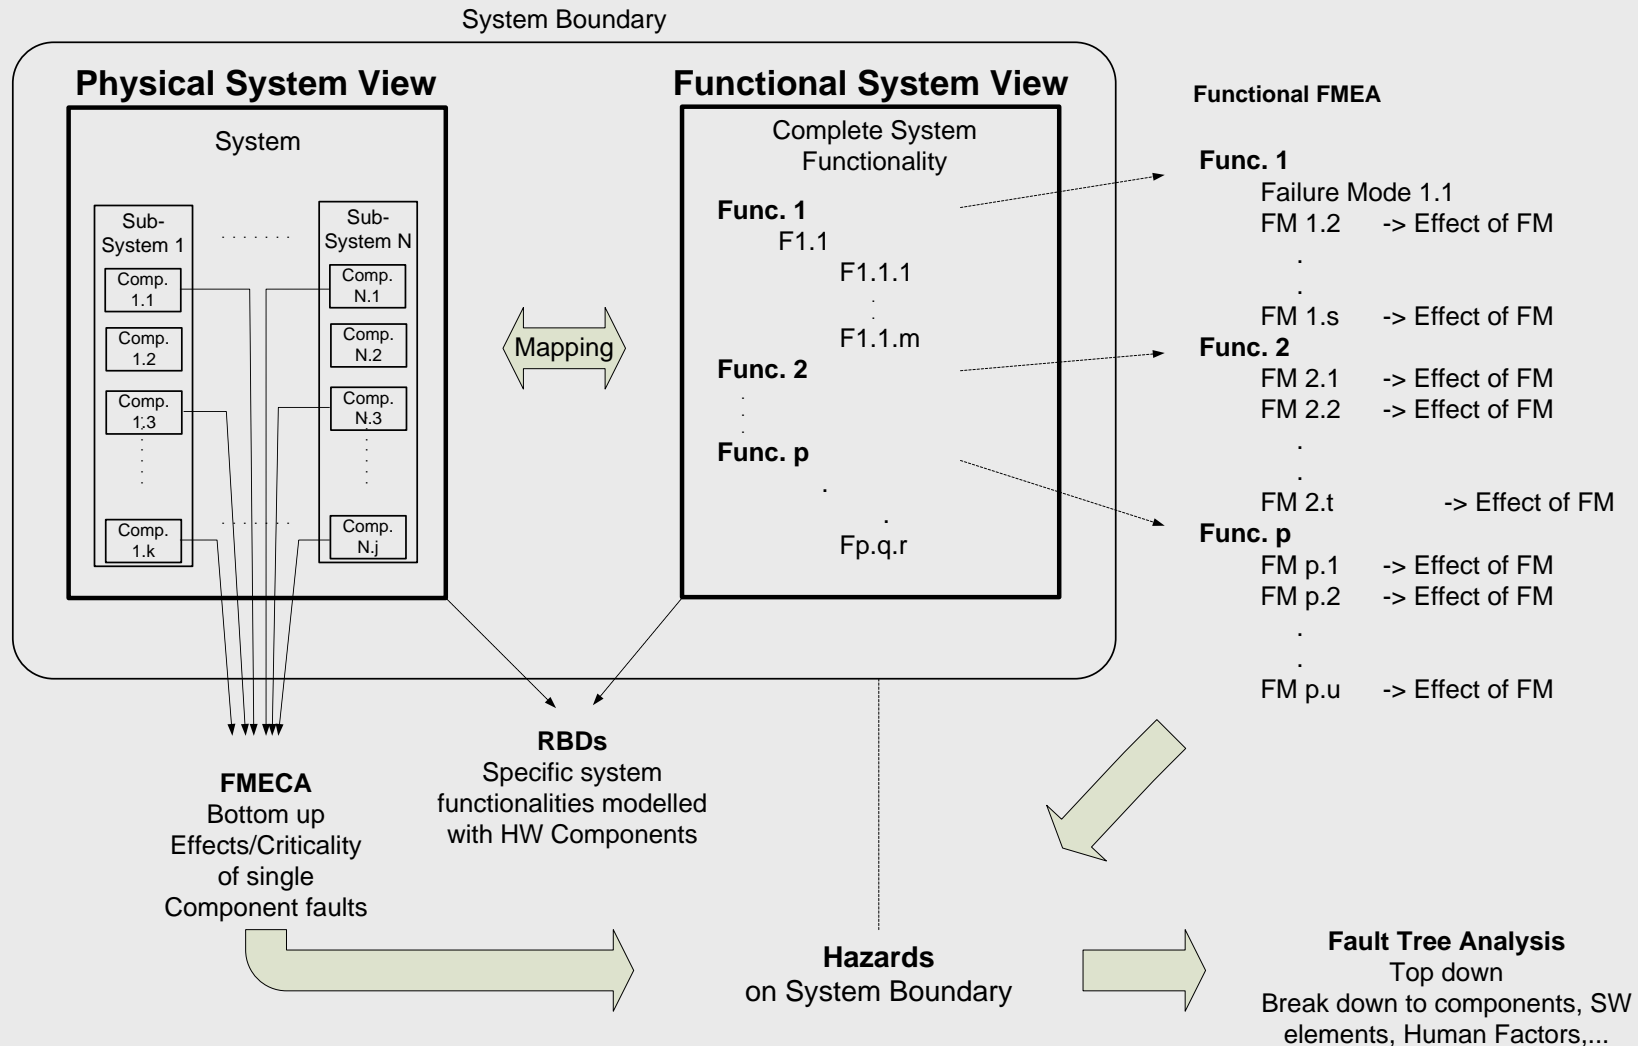 System Boundary
Physical System View
System
Sub-
System 1
Comp.
1.1
Comp.
1.2
Comp.
1.3
Comp.
1.k
. . . . . . .
. . . . . . .
Sub-
System N
Comp.
N.1
Comp.
N.2
Comp.
N.3
Comp.
N.j
Mapping
Functional System View
Complete System
Functionality
Func. 1
F1.1
F1.1.1
.
.
F1.1.m
Func. 2
.
.
.
Func. p
.
.
Fp.q.r
Functional FMEA
Func. 1
Failure Mode 1.1
FM 1.2 -> Effect of FM
.
.
FM 1.s -> Effect of FM
Func. 2
FM 2.1 -> Effect of FM
FM 2.2 -> Effect of FM
.
.
FM 2.t -> Effect of FM
Func. p
FM p.1 -> Effect of FM
FM p.2 -> Effect of FM
.
.
FM p.u -> Effect of FM
FMECA
Bottom up
Effects/Criticality
of single
Component faults
RBDs
Specific system
functionalities modelled
with HW Components
Hazards
on System Boundary
Fault Tree Analysis
Top down
Break down to components, SW
elements, Human Factors,...